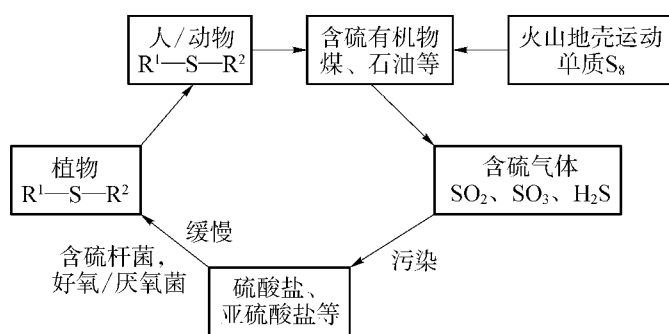 人/动物
R¹—S—R²
含硫有机物
煤、石油等
火山地壳运动
单质S₈
植物
R¹—S—R²
含硫气体
SO₂、SO₃、H₂S
缓慢
含硫杆菌，
好氧/厌氧菌
污染
硫酸盐、
亚硫酸盐等